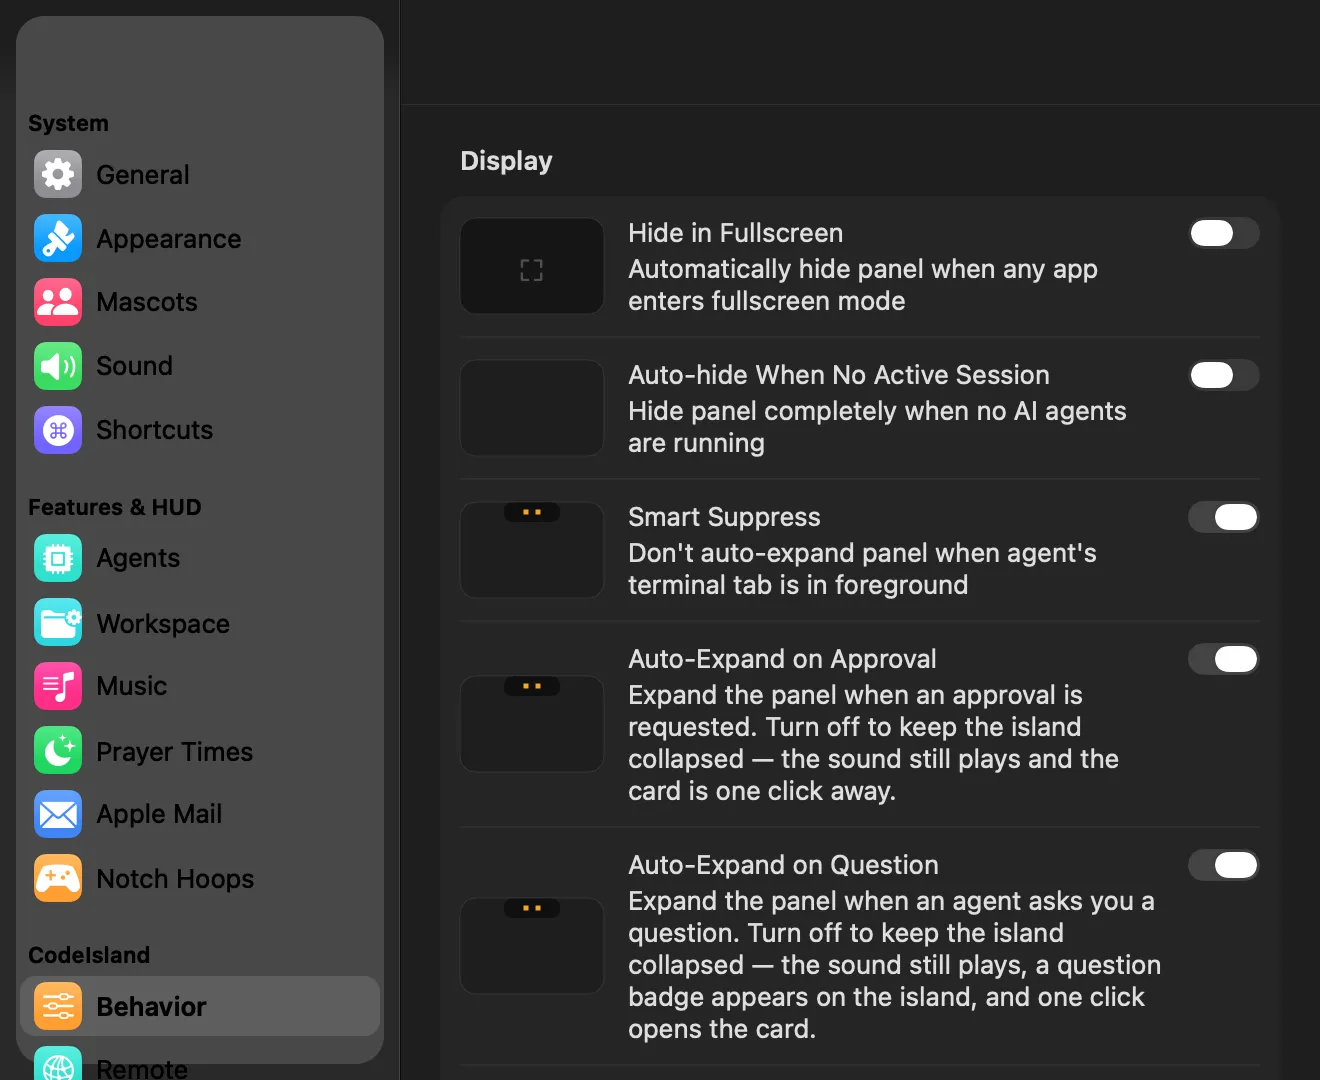 System
General
Appearance
Mascots
Sound
Shortcuts
Features & HUD
Agents
Workspace
Music
Prayer Times
Apple Mail
Notch Hoops
CodeIsland
Behavior
Remote
Display
Hide in Fullscreen
Automatically hide panel when any app
enters fullscreen mode
Auto-hide When No Active Session
Hide panel completely when no AI agents
are running
Smart Suppress
Don't auto-expand panel when agent's
terminal tab is in foreground
Auto-Expand on Approval
Expand the panel when an approval is
requested. Turn off to keep the island
collapsed — the sound still plays and the
card is one click away.
Auto-Expand on Question
Expand the panel when an agent asks you a
question. Turn off to keep the island
collapsed — the sound still plays, a question
badge appears on the island, and one click
opens the card.